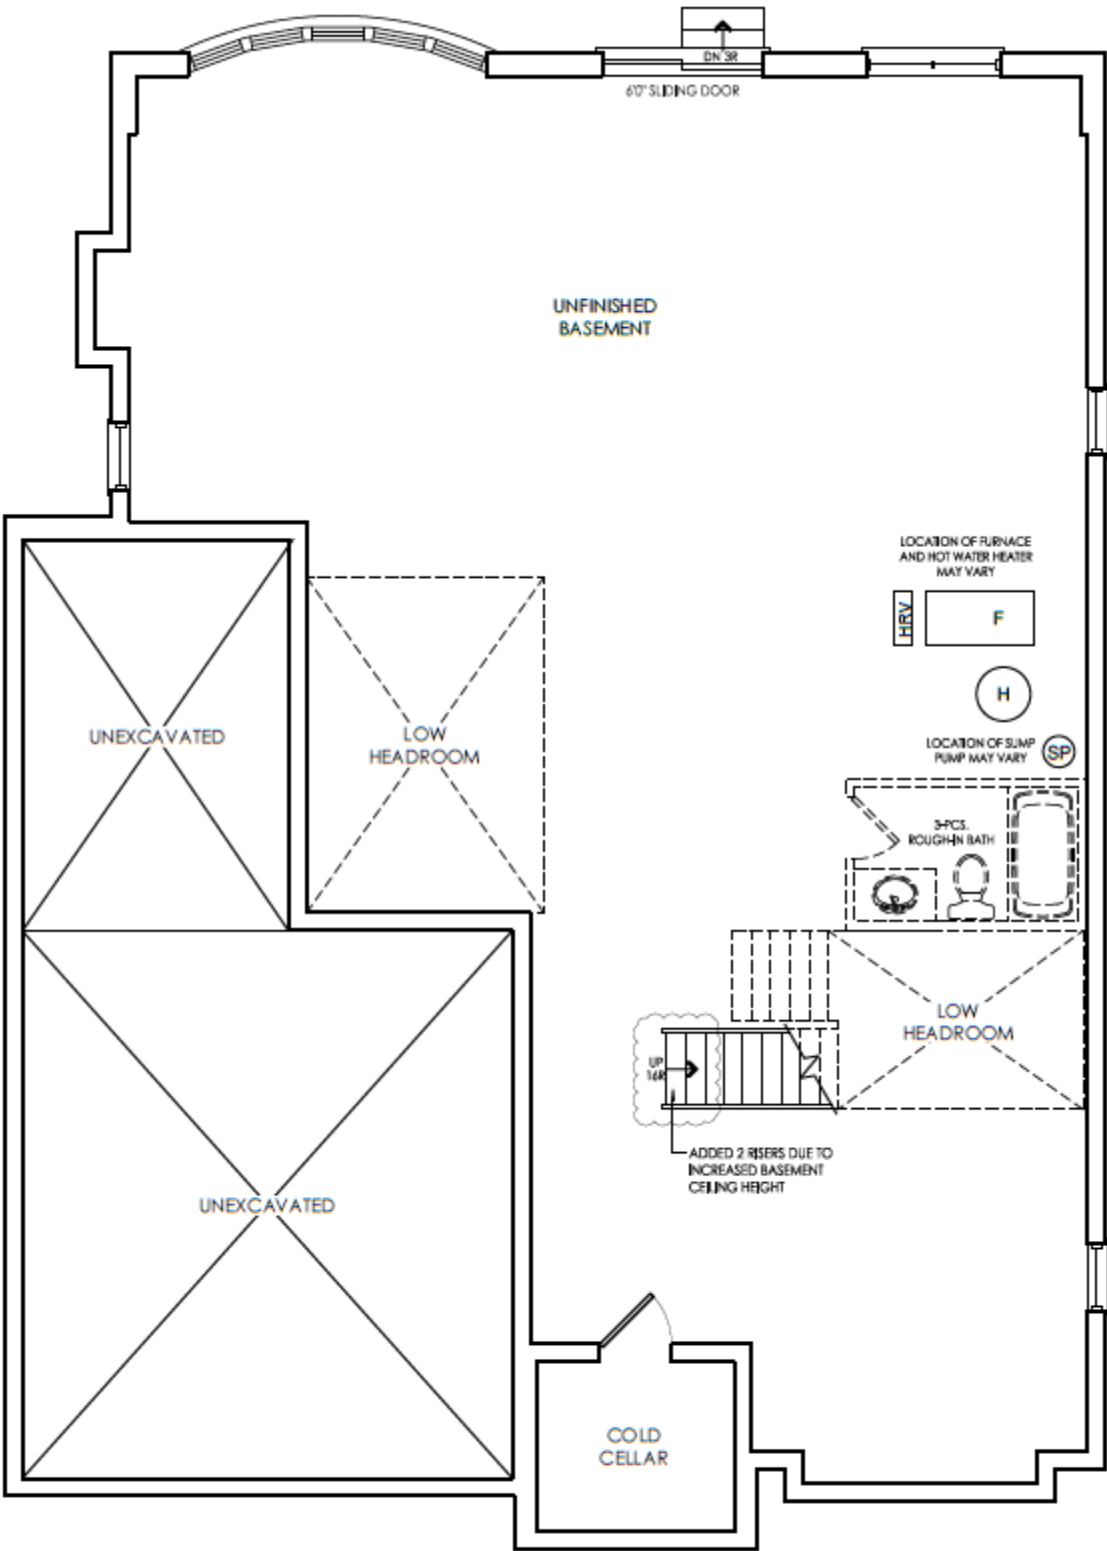 DN 3R
6'0" SLIDING DOOR
UNFINISHED
BASEMENT
LOCATION OF FURNACE
AND HOT WATER HEATER
MAY VARY
HRV
F
H
LOCATION OF SUMP
PUMP MAY VARY
SP
UNEXCAVATED
LOW
HEADROOM
3-PCS.
ROUGH-IN BATH
LOW
HEADROOM
UP
16R
ADDED 2 RISERS DUE TO
INCREASED BASEMENT
CEILING HEIGHT
UNEXCAVATED
COLD
CELLAR